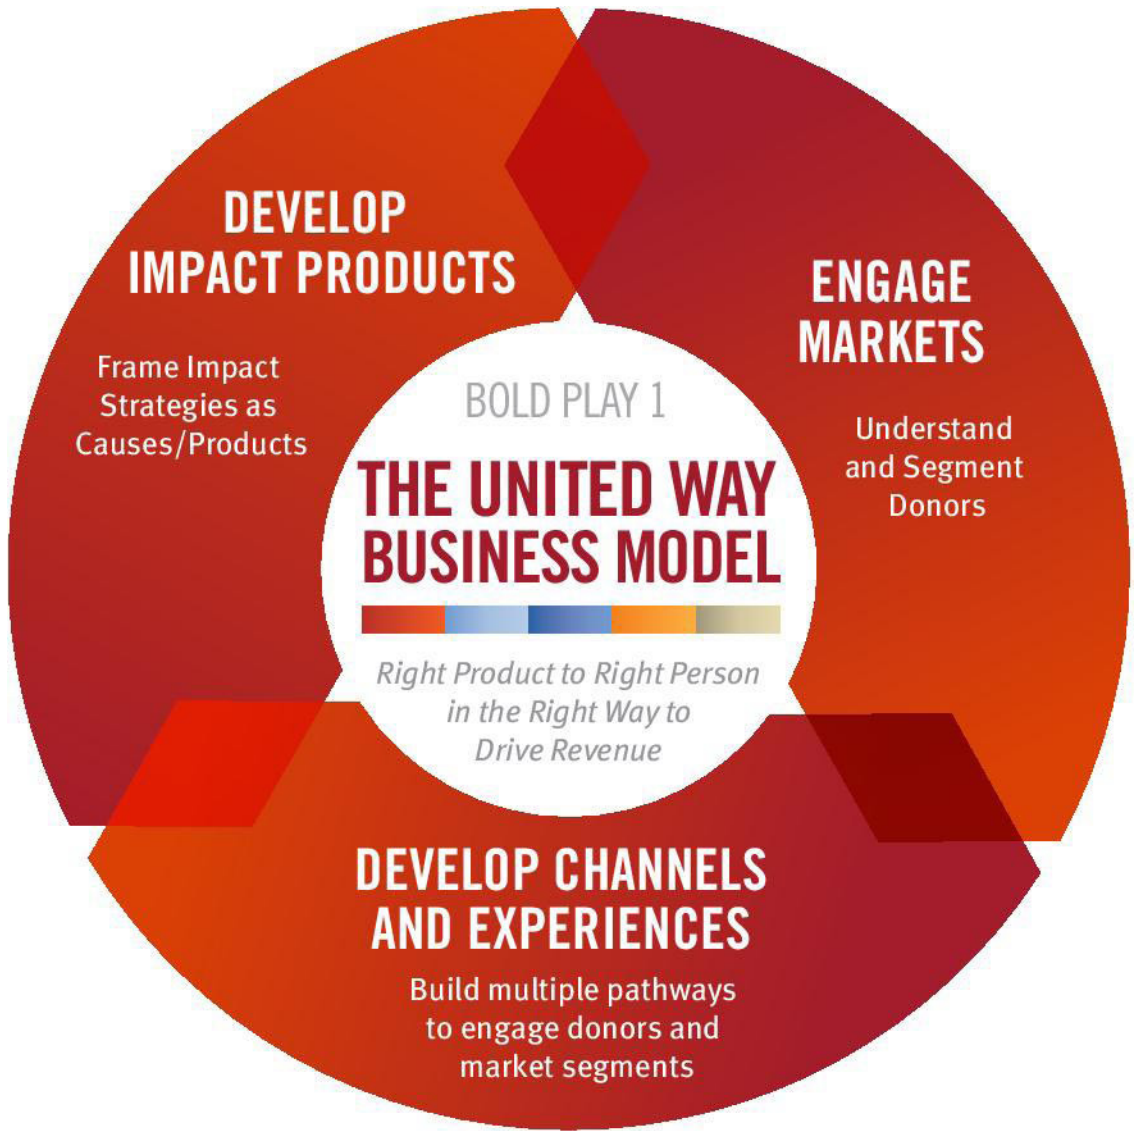 DEVELOP
IMPACT PRODUCTS
Frame Impact
Strategies as
Causes/Products
ENGAGE
MARKETS
Understand
and Segment
Donors
BOLD PLAY 1
THE UNITED WAY
BUSINESS MODEL
Right Product to Right Person
in the Right Way to
Drive Revenue
DEVELOP CHANNELS
AND EXPERIENCES
Build multiple pathways
to engage donors and
market segments